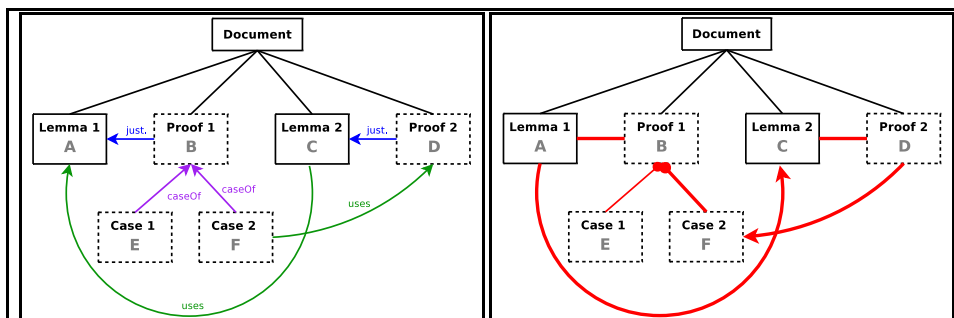 Document
Lemma 1
A
just.
Proof 1
B
Lemma 2
C
just.
Proof 2
D
caseOf
caseOf
uses
Case 1
E
Case 2
F
uses
Document
Lemma 1
A
Proof 1
B
Lemma 2
C
Proof 2
D
Case 1
E
Case 2
F